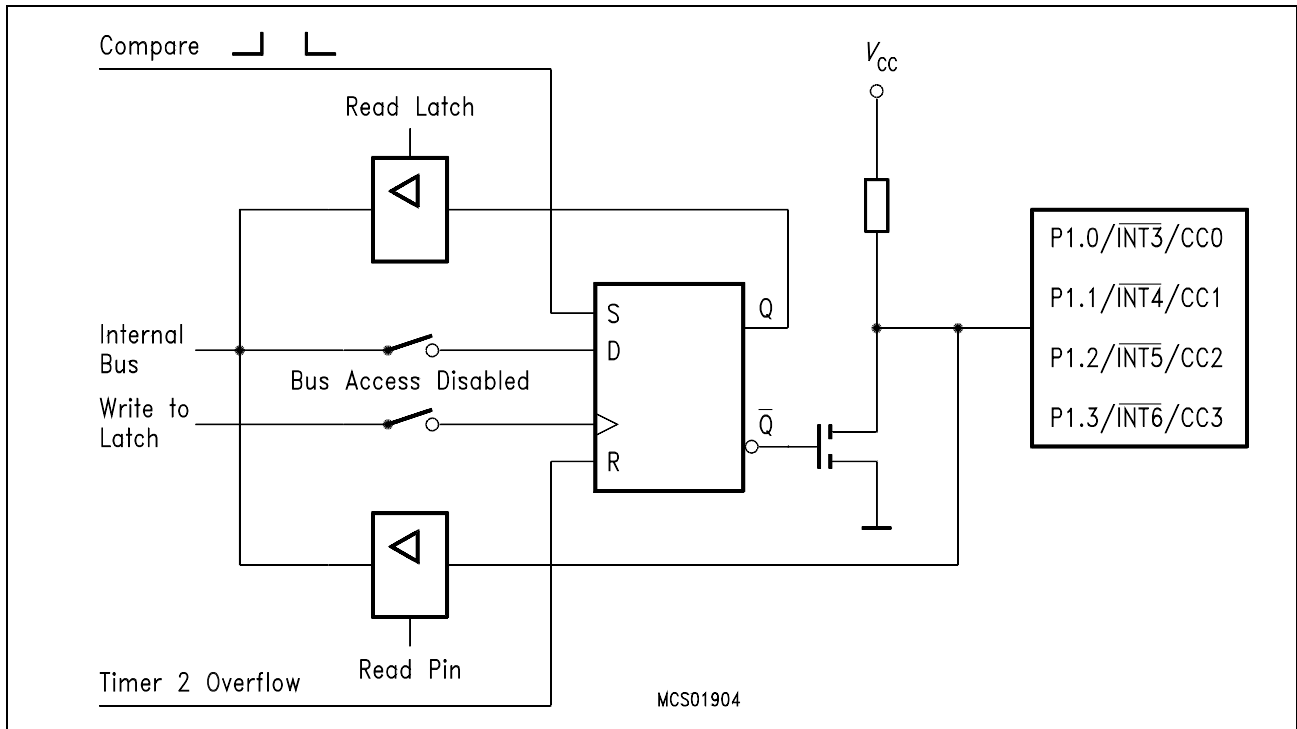 Compare
V_CC
Read Latch
P1.0/INT3/CC0
P1.1/INT4/CC1
P1.2/INT5/CC2
P1.3/INT6/CC3
S
Q
Internal
Bus
D
Bus Access Disabled
Write to
Latch
Q̅
R
Read Pin
Timer 2 Overflow
MCS01904